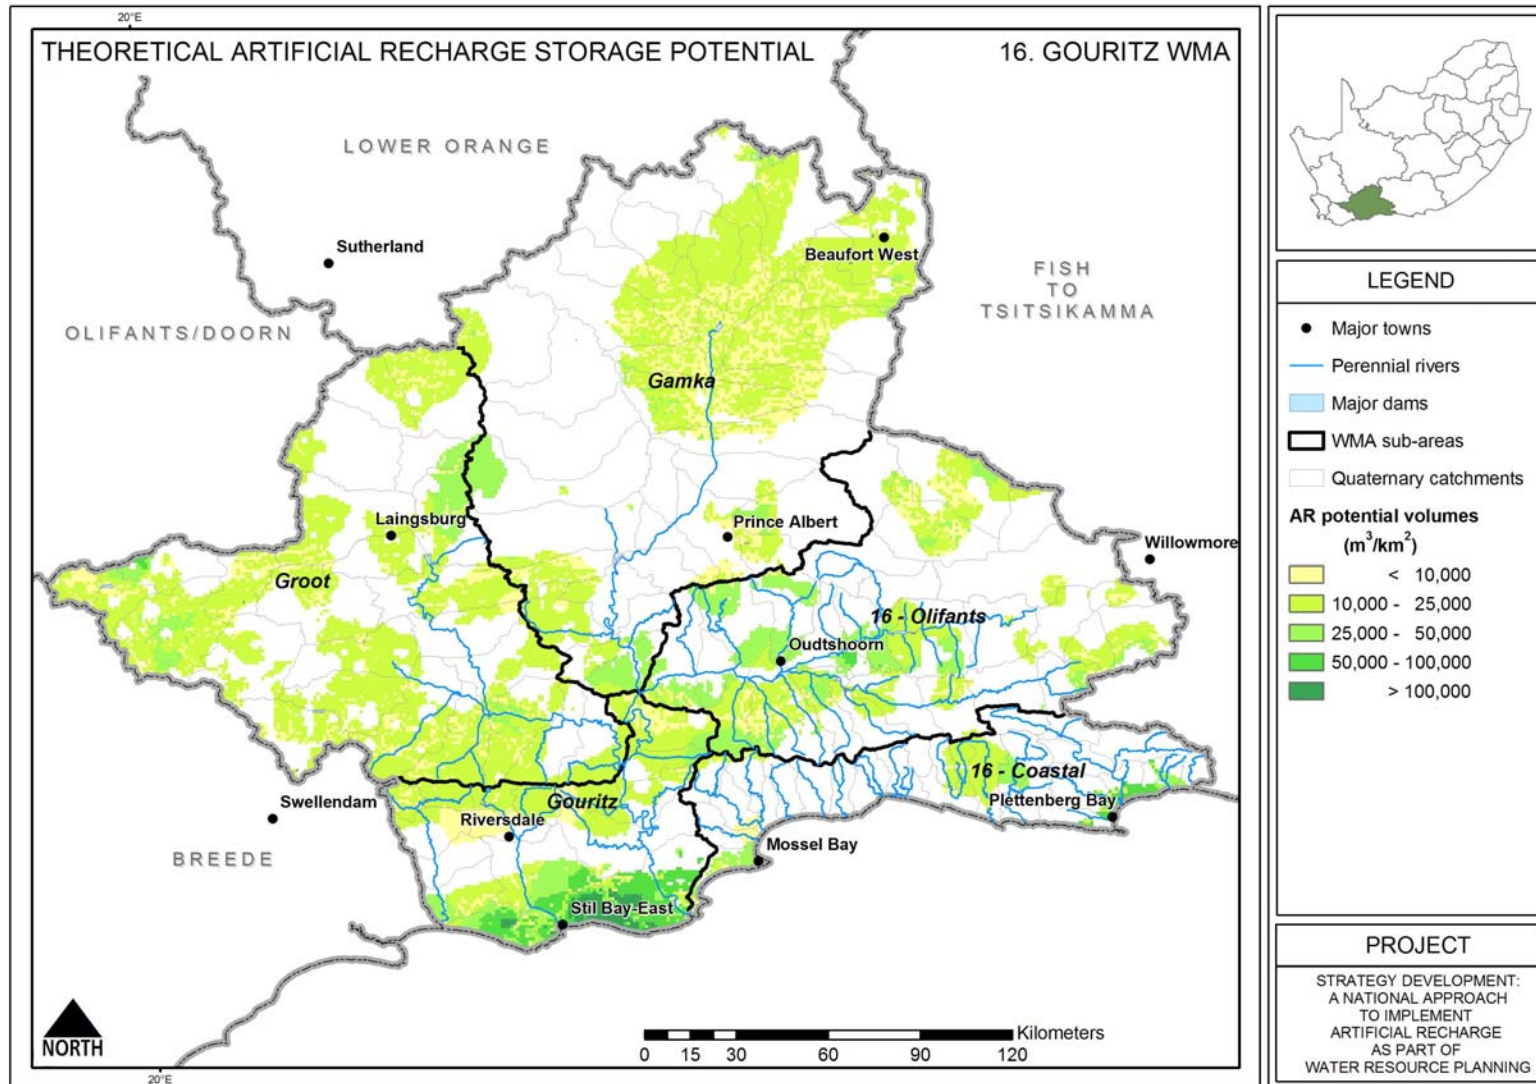 20°E
THEORETICAL ARTIFICIAL RECHARGE STORAGE POTENTIAL
16. GOURITZ WMA
LOWER ORANGE
Sutherland
Beaufort West
FISH
TO
TSITSIKAMMA
OLIFANTS/DOORN
Gamka
Laingsburg
Prince Albert
Willowmore
Groot
16 - Olifants
Oudtshoorn
16 - Coastal
Plettenberg Bay
Swellendam
Gouritz
Riversdale
Mossel Bay
BREEDE
Stil Bay-East
NORTH
Kilometers
0 15 30 60 90 120
20°E
LEGEND
Major towns
Perennial rivers
Major dams
WMA sub-areas
Quaternary catchments
AR potential volumes
(m³/km²)
< 10,000
10,000 - 25,000
25,000 - 50,000
50,000 - 100,000
> 100,000
PROJECT
STRATEGY DEVELOPMENT:
A NATIONAL APPROACH
TO IMPLEMENT
ARTIFICIAL RECHARGE
AS PART OF
WATER RESOURCE PLANNING